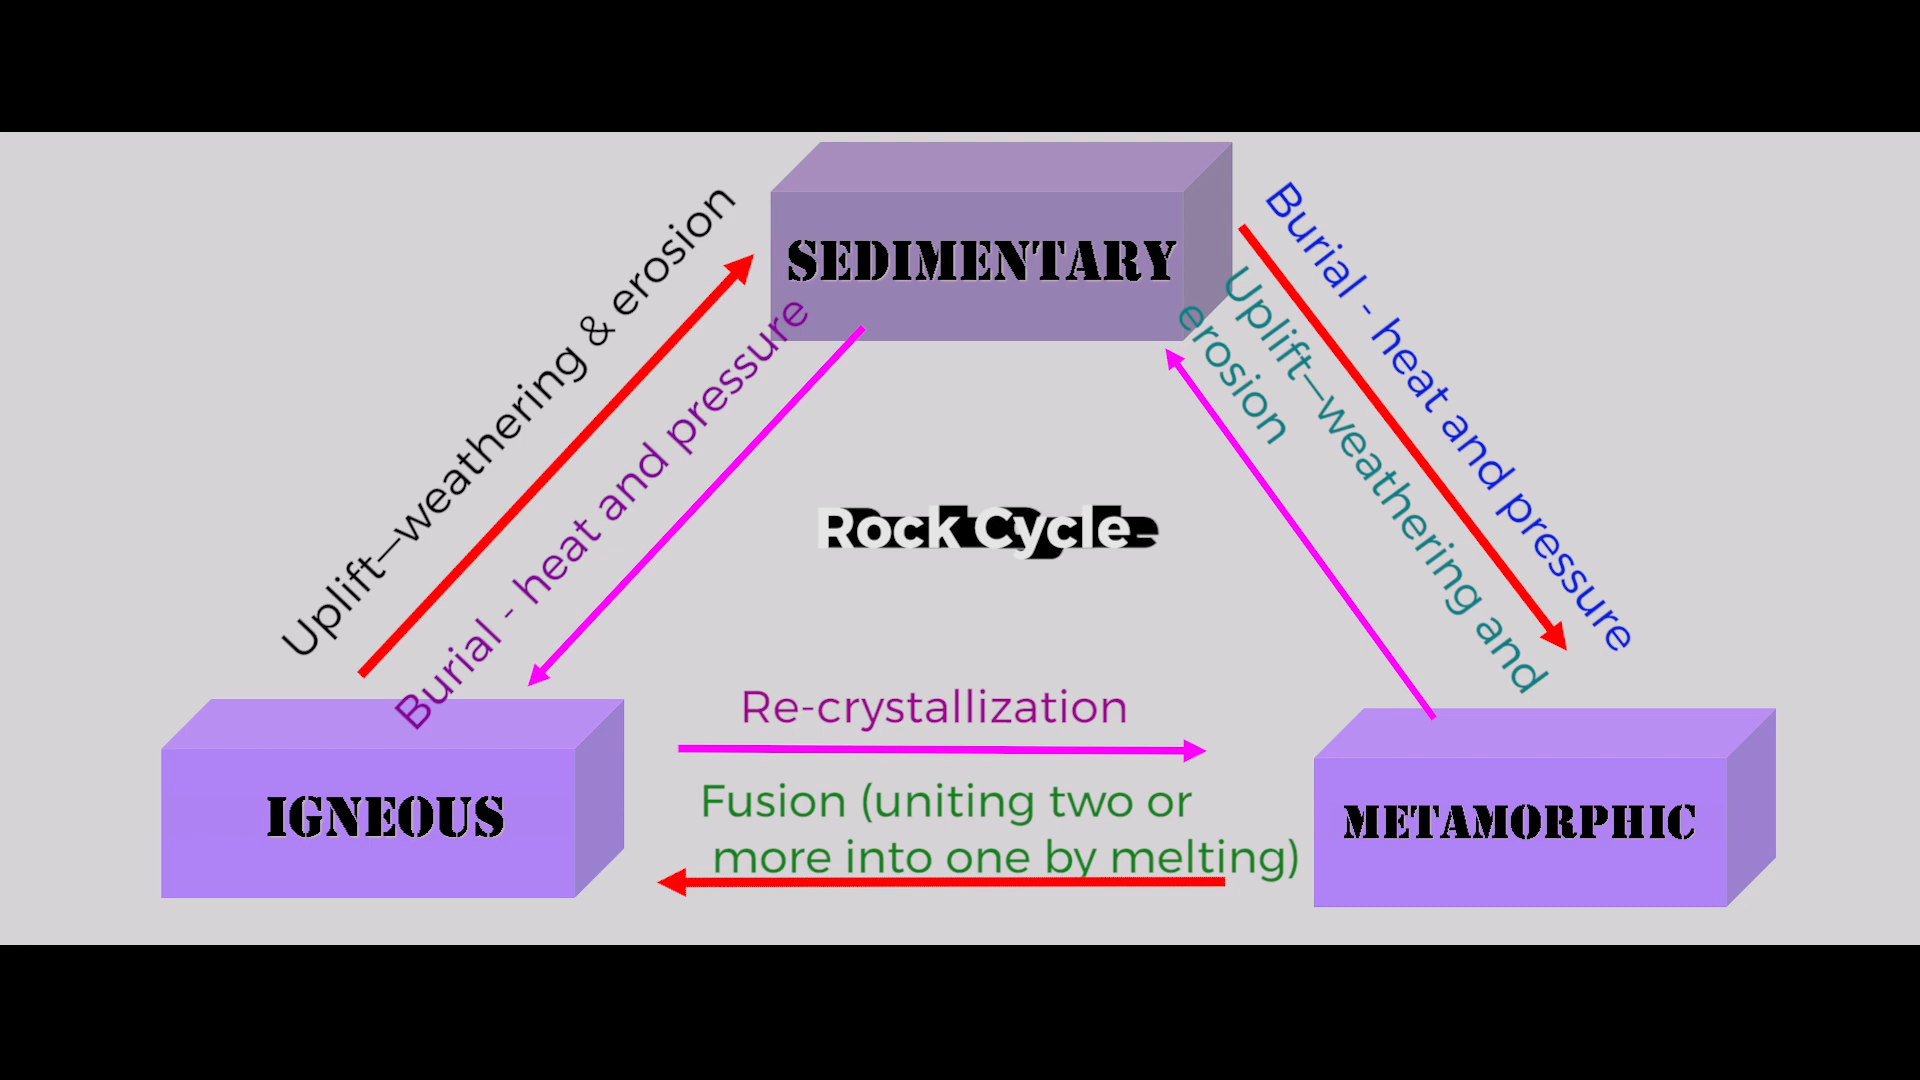 SEDIMENTARY
Uplift—weathering & erosion
Burial - heat and pressure
Burial - heat and pressure
Uplift—weathering and
erosion
Rock Cycle
Re-crystallization
Fusion (uniting two or
more into one by melting)
IGNEOUS
METAMORPHIC